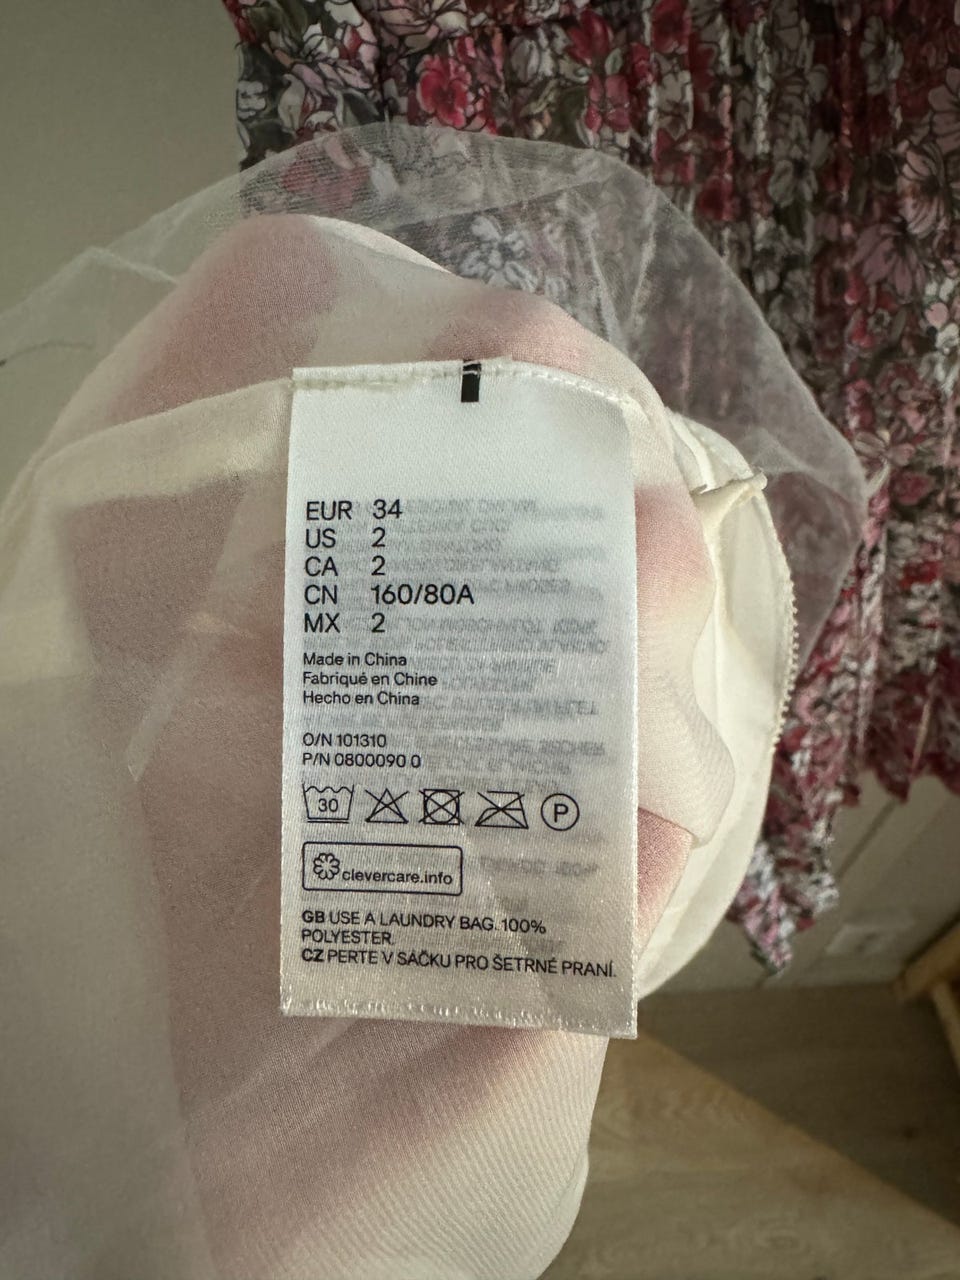 EUR 34
US 2
CA 2
CN 160/80A
MX 2
Made in China
Fabriqué en Chine
Hecho en China
O/N 101310
P/N 0800090 0
30
P
clevercare.info
GB USE A LAUNDRY BAG. 100%
POLYESTER.
CZ PERTE V SÁČKU PRO ŠETRNÉ PRANÍ.